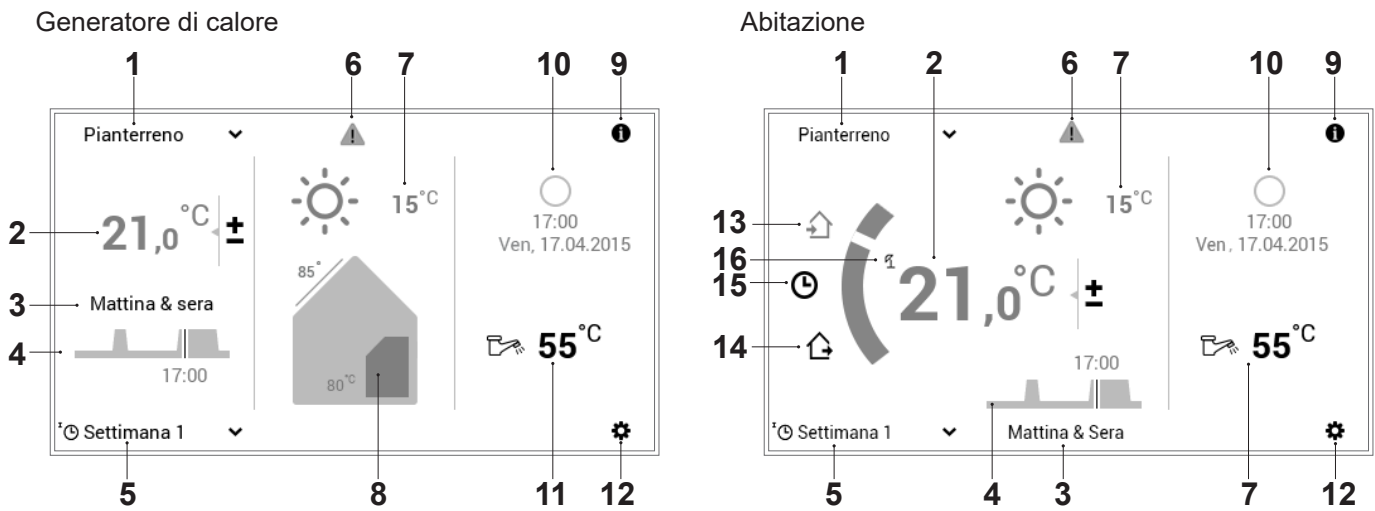 Generatore di calore
1 6 7 10 9
Pianterreno
15°C
21,0 °C ±
2
17:00
Ven, 17.04.2015
85°
3 Mattina & sera
4
17:00
55°C
80°C
Settimana 1
5 8 11 12
Abitazione
1 2 6 7 10 9
Pianterreno
15°C
13
17:00
Ven, 17.04.2015
16
15
21,0 °C ±
14
17:00
55°C
Settimana 1
Mattina & Sera
5 4 3 7 12